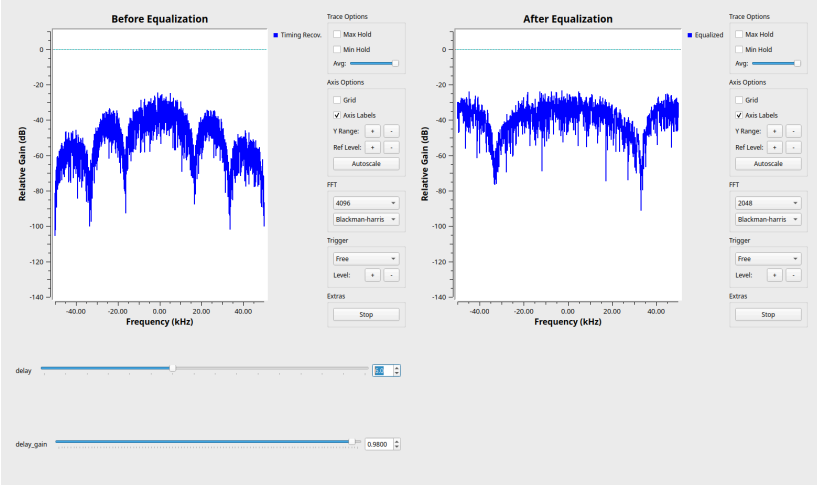 Before Equalization
Timing Recov.
0
-20
-40
-60
-80
-100
-120
-140
Relative Gain (dB)
-40.00 -20.00 0.00 20.00 40.00
Frequency (kHz)
Trace Options
Max Hold
Min Hold
Avg:
Axis Options
Grid
Axis Labels
Y Range: + -
Ref Level: + -
Autoscale
FFT
4096
Blackman-harris
Trigger
Free
Level: + -
Extras
Stop
After Equalization
Equalized
0
-20
-40
-60
-80
-100
-120
-140
Relative Gain (dB)
-40.00 -20.00 0.00 20.00 40.00
Frequency (kHz)
Trace Options
Max Hold
Min Hold
Avg:
Axis Options
Grid
Axis Labels
Y Range: + -
Ref Level: + -
Autoscale
FFT
2048
Blackman-harris
Trigger
Free
Level: + -
Extras
Stop
delay
delay_gain 0.9800